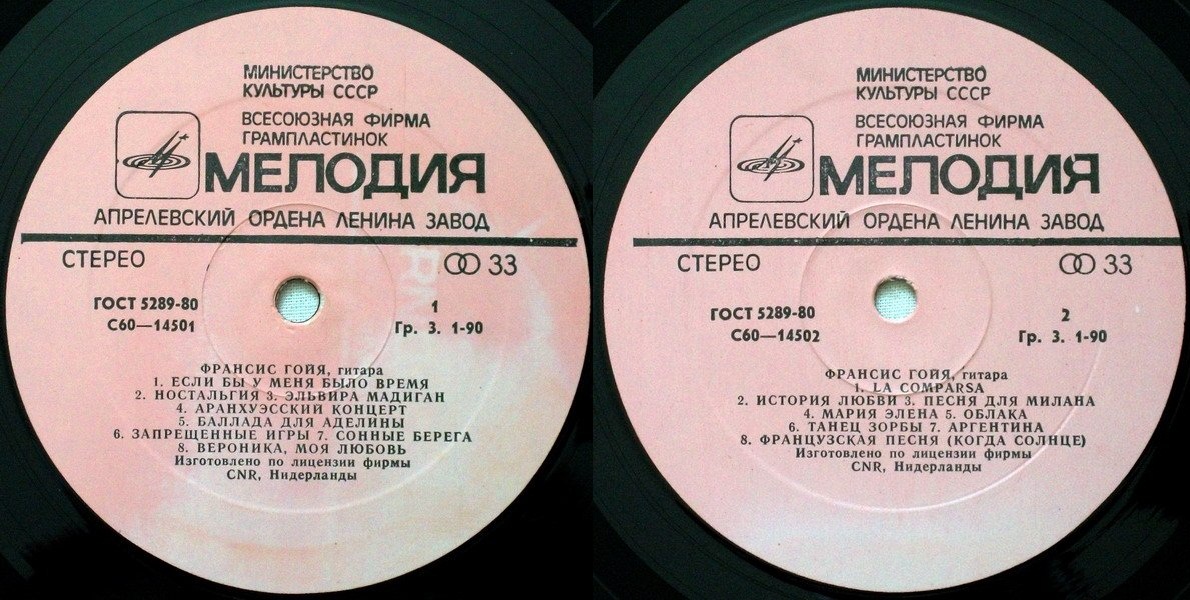 МИНИСТЕРСТВО
КУЛЬТУРЫ СССР
ВСЕСОЮЗНАЯ ФИРМА
ГРАМПЛАСТИНОК
МЕЛОДИЯ
АПРЕЛЕВСКИЙ ОРДЕНА ЛЕНИНА ЗАВОД
СТЕРЕО
33
ГОСТ 5289-80
1
С60—14501
Гр. 3. 1-90
ФРАНСИС ГОЙЯ, гитара
1. ЕСЛИ БЫ У МЕНЯ БЫЛО ВРЕМЯ
2. НОСТАЛЬГИЯ 3. ЭЛЬВИРА МАДИГАН
4. АРАНХУЭССКИЙ КОНЦЕРТ
5. БАЛЛАДА ДЛЯ АДЕЛИНЫ
6. ЗАПРЕЩЕННЫЕ ИГРЫ 7. СОННЫЕ БЕРЕГА
8. ВЕРОНИКА, МОЯ ЛЮБОВЬ
Изготовлено по лицензии фирмы
CNR, Нидерланды
МИНИСТЕРСТВО
КУЛЬТУРЫ СССР
ВСЕСОЮЗНАЯ ФИРМА
ГРАМПЛАСТИНОК
МЕЛОДИЯ
АПРЕЛЕВСКИЙ ОРДЕНА ЛЕНИНА ЗАВОД
СТЕРЕО
33
ГОСТ 5289-80
2
С60—14502
Гр. 3. 1-90
ФРАНСИС ГОЙЯ, гитара
1. LA COMPARSA
2. ИСТОРИЯ ЛЮБВИ 3. ПЕСНЯ ДЛЯ МИЛАНА
4. МАРИЯ ЭЛЕНА 5. ОБЛАКА
6. ТАНЕЦ ЗОРБЫ 7. АРГЕНТИНА
8. ФРАНЦУЗСКАЯ ПЕСНЯ (КОГДА СОЛНЦЕ)
Изготовлено по лицензии фирмы
CNR, Нидерланды